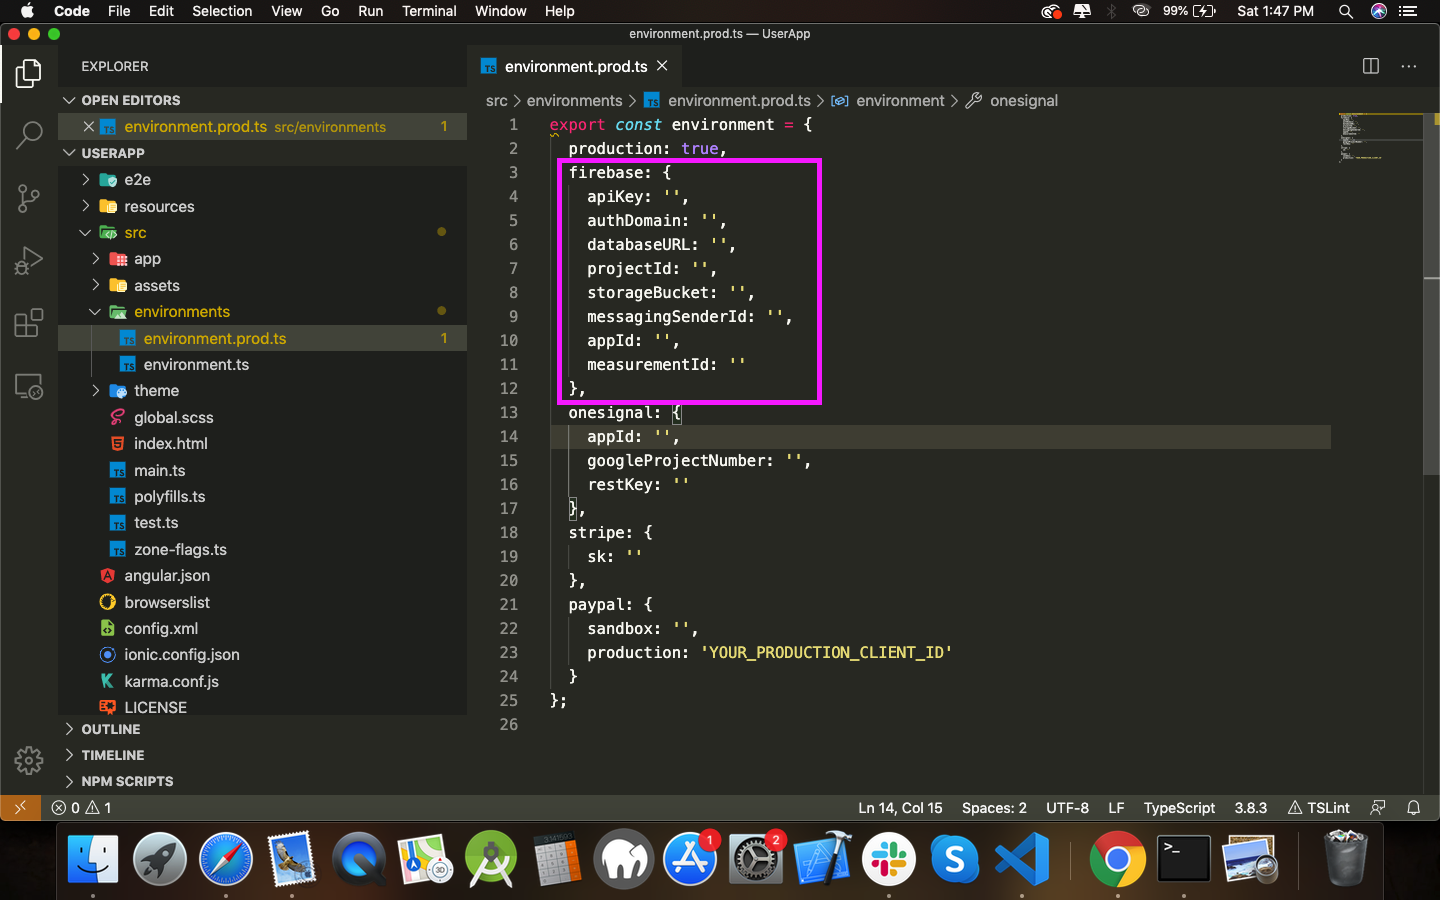 Code File Edit Selection View Go Run Terminal Window Help 99% Sat 1:47 PM
environment.prod.ts — UserApp
EXPLORER
OPEN EDITORS
environment.prod.ts src/environments 1
USERAPP
e2e
resources
src
app
assets
environments
environment.prod.ts 1
environment.ts
theme
global.scss
index.html
main.ts
polyfills.ts
test.ts
zone-flags.ts
angular.json
browserslist
config.xml
ionic.config.json
karma.conf.js
LICENSE
OUTLINE
TIMELINE
NPM SCRIPTS
TS environment.prod.ts
src environments TS environment.prod.ts environment onesignal
1 export const environment = {
2 production: true,
3 firebase: {
4 apiKey: '',
5 authDomain: '',
6 databaseURL: '',
7 projectId: '',
8 storageBucket: '',
9 messagingSenderId: '',
10 appId: '',
11 measurementId: ''
12 },
13 onesignal: {
14 appId: '',
15 googleProjectNumber: '',
16 restKey: ''
17 },
18 stripe: {
19 sk: ''
20 },
21 paypal: {
22 sandbox: '',
23 production: 'YOUR_PRODUCTION_CLIENT_ID'
24 }
25 };
26
0 1 Ln 14, Col 15 Spaces: 2 UTF-8 LF TypeScript 3.8.3 TSLint
3D 1 2 S >_